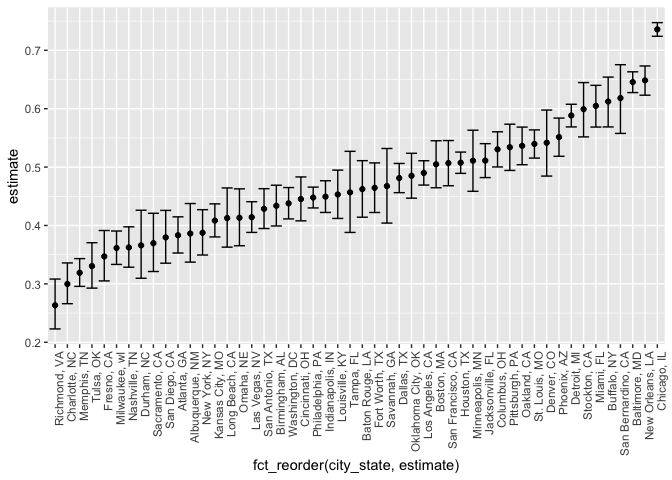 0.7
0.6
0.5
0.4
0.3
0.2
estimate
Richmond, VA
Charlotte, NC
Memphis, TN
Tulsa, OK
Fresno, CA
Milwaukee, wI
Nashville, TN
Durham, NC
Sacramento, CA
San Diego, CA
Atlanta, GA
Albuquerque, NM
New York, NY
Kansas City, MO
Long Beach, CA
Omaha, NE
Las Vegas, NV
San Antonio, TX
Birmingham, AL
Washington, DC
Cincinnati, OH
Philadelphia, PA
Indianapolis, IN
Louisville, KY
Tampa, FL
Baton Rouge, LA
Fort Worth, TX
Savannah, GA
Dallas, TX
Oklahoma City, OK
Los Angeles, CA
Boston, MA
San Francisco, CA
Houston, TX
Minneapolis, MN
Jacksonville, FL
Columbus, OH
Pittsburgh, PA
Oakland, CA
St. Louis, MO
Denver, CO
Phoenix, AZ
Detroit, MI
Stockton, CA
Miami, FL
Buffalo, NY
San Bernardino, CA
Baltimore, MD
New Orleans, LA
Chicago, IL
fct_reorder(city_state, estimate)